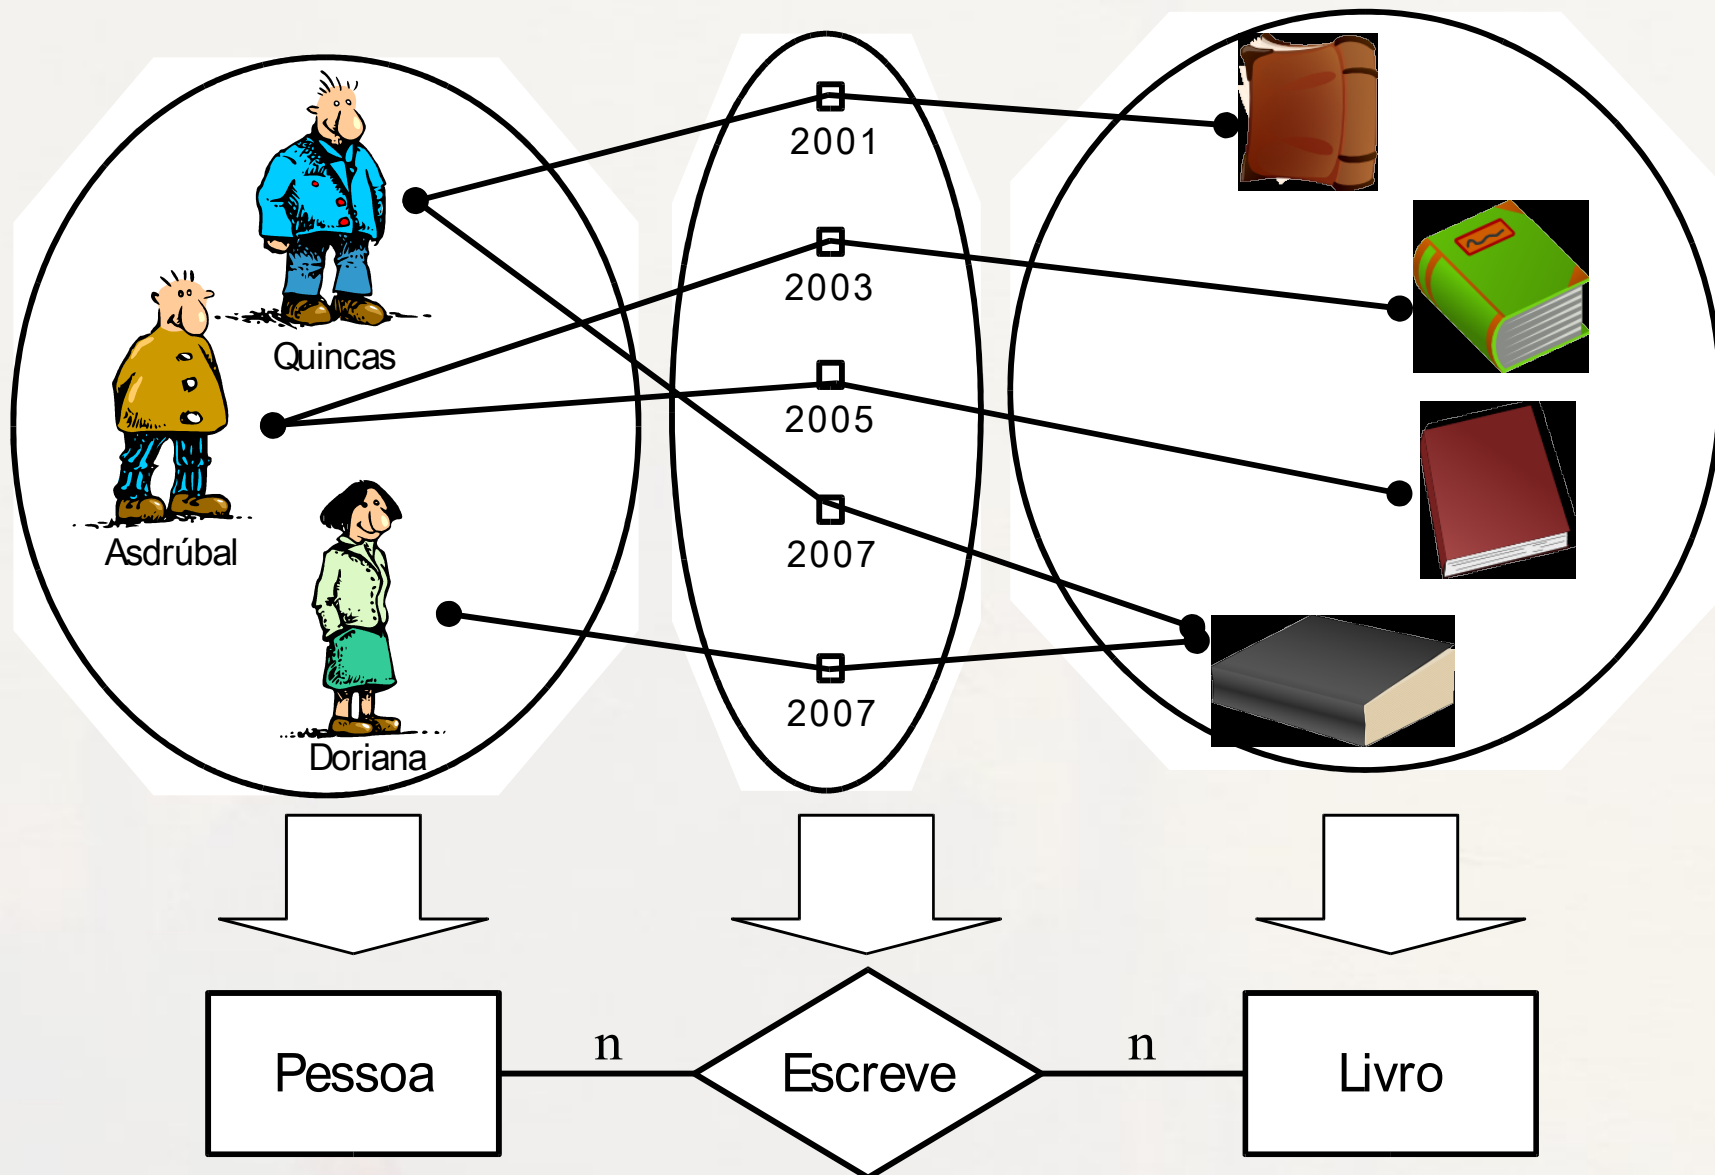 2001
2003
Quincas
2005
Asdrúbal
2007
2007
Doriana
Pessoa
n
Escreve
n
Livro